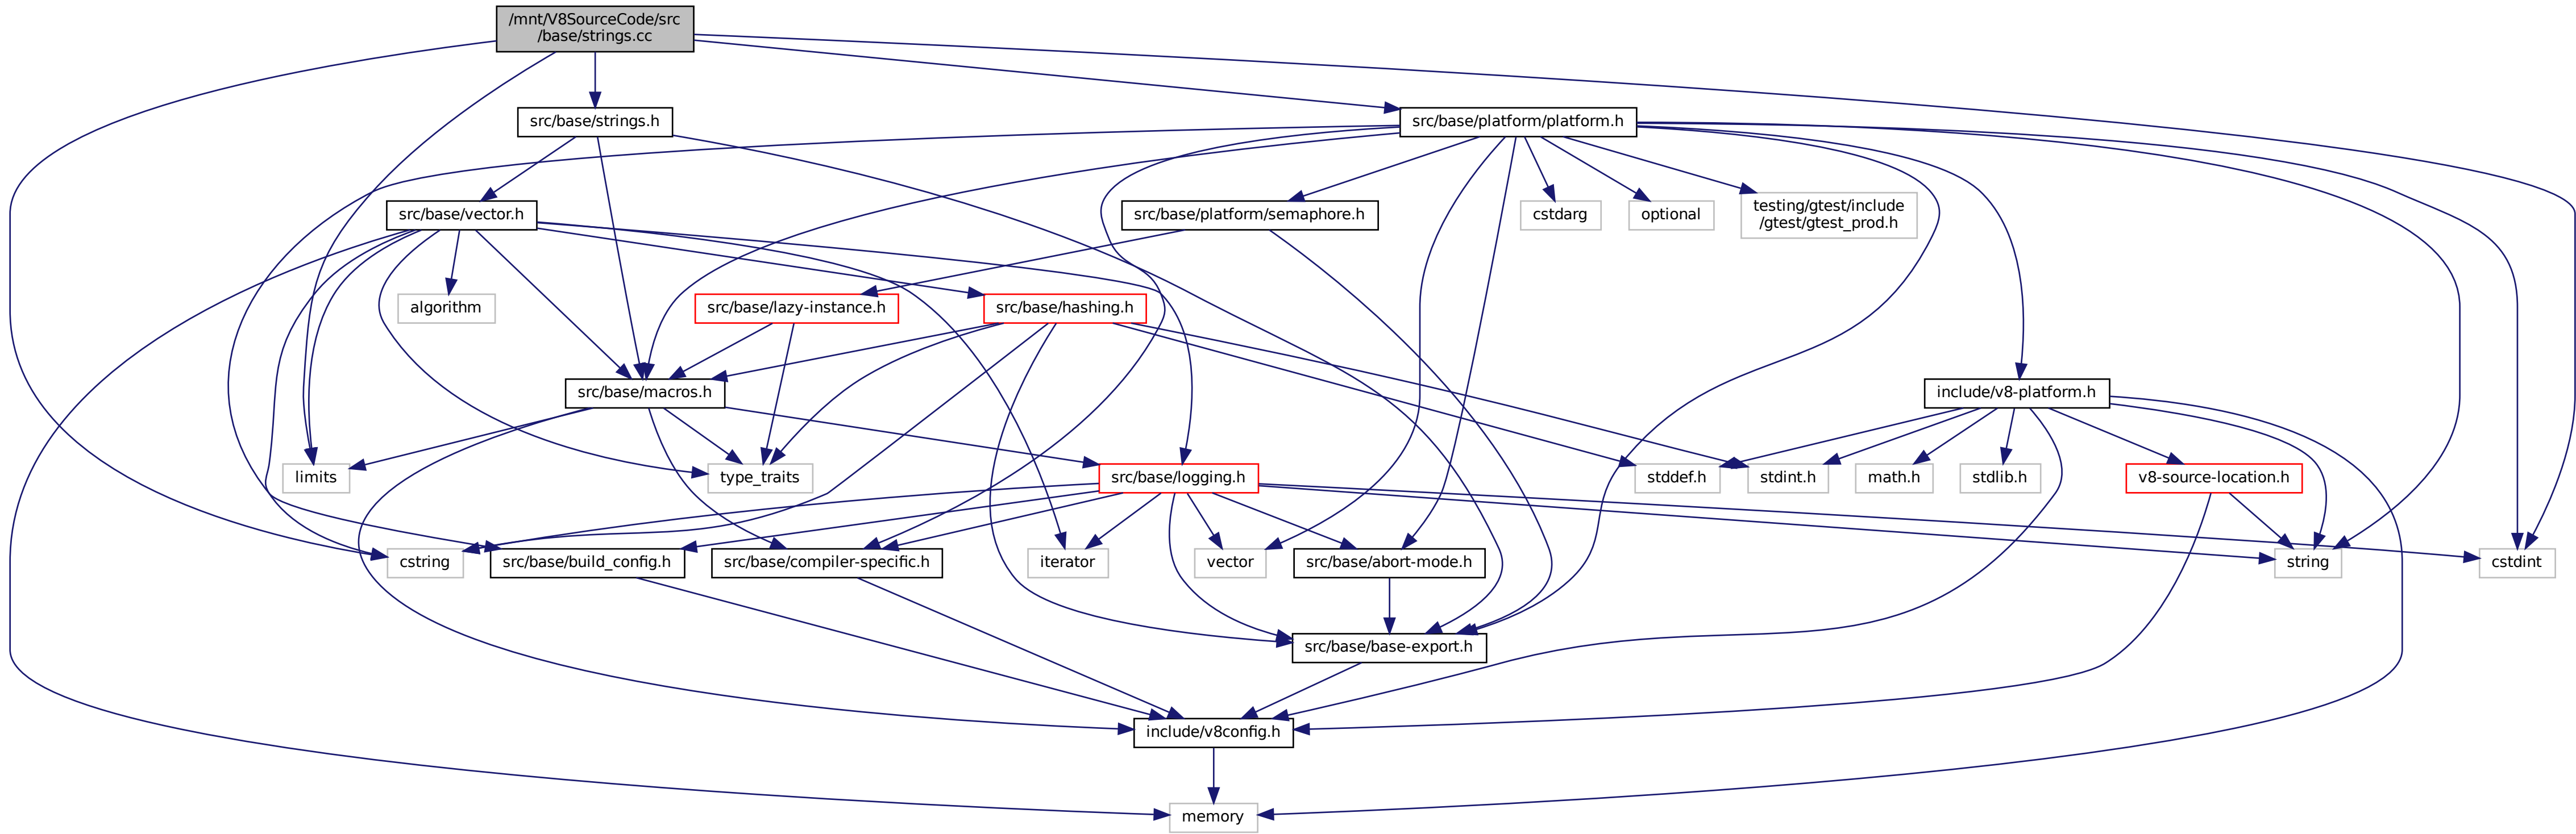 /mnt/V8SourceCode/src
/base/strings.cc
src/base/strings.h
src/base/platform/platform.h
src/base/vector.h
src/base/platform/semaphore.h
cstdarg
optional
testing/gtest/include
/gtest/gtest_prod.h
algorithm
src/base/lazy-instance.h
src/base/hashing.h
src/base/macros.h
include/v8-platform.h
limits
type_traits
src/base/logging.h
stddef.h
stdint.h
math.h
stdlib.h
v8-source-location.h
cstring
src/base/build_config.h
src/base/compiler-specific.h
iterator
vector
src/base/abort-mode.h
string
cstdint
src/base/base-export.h
include/v8config.h
memory